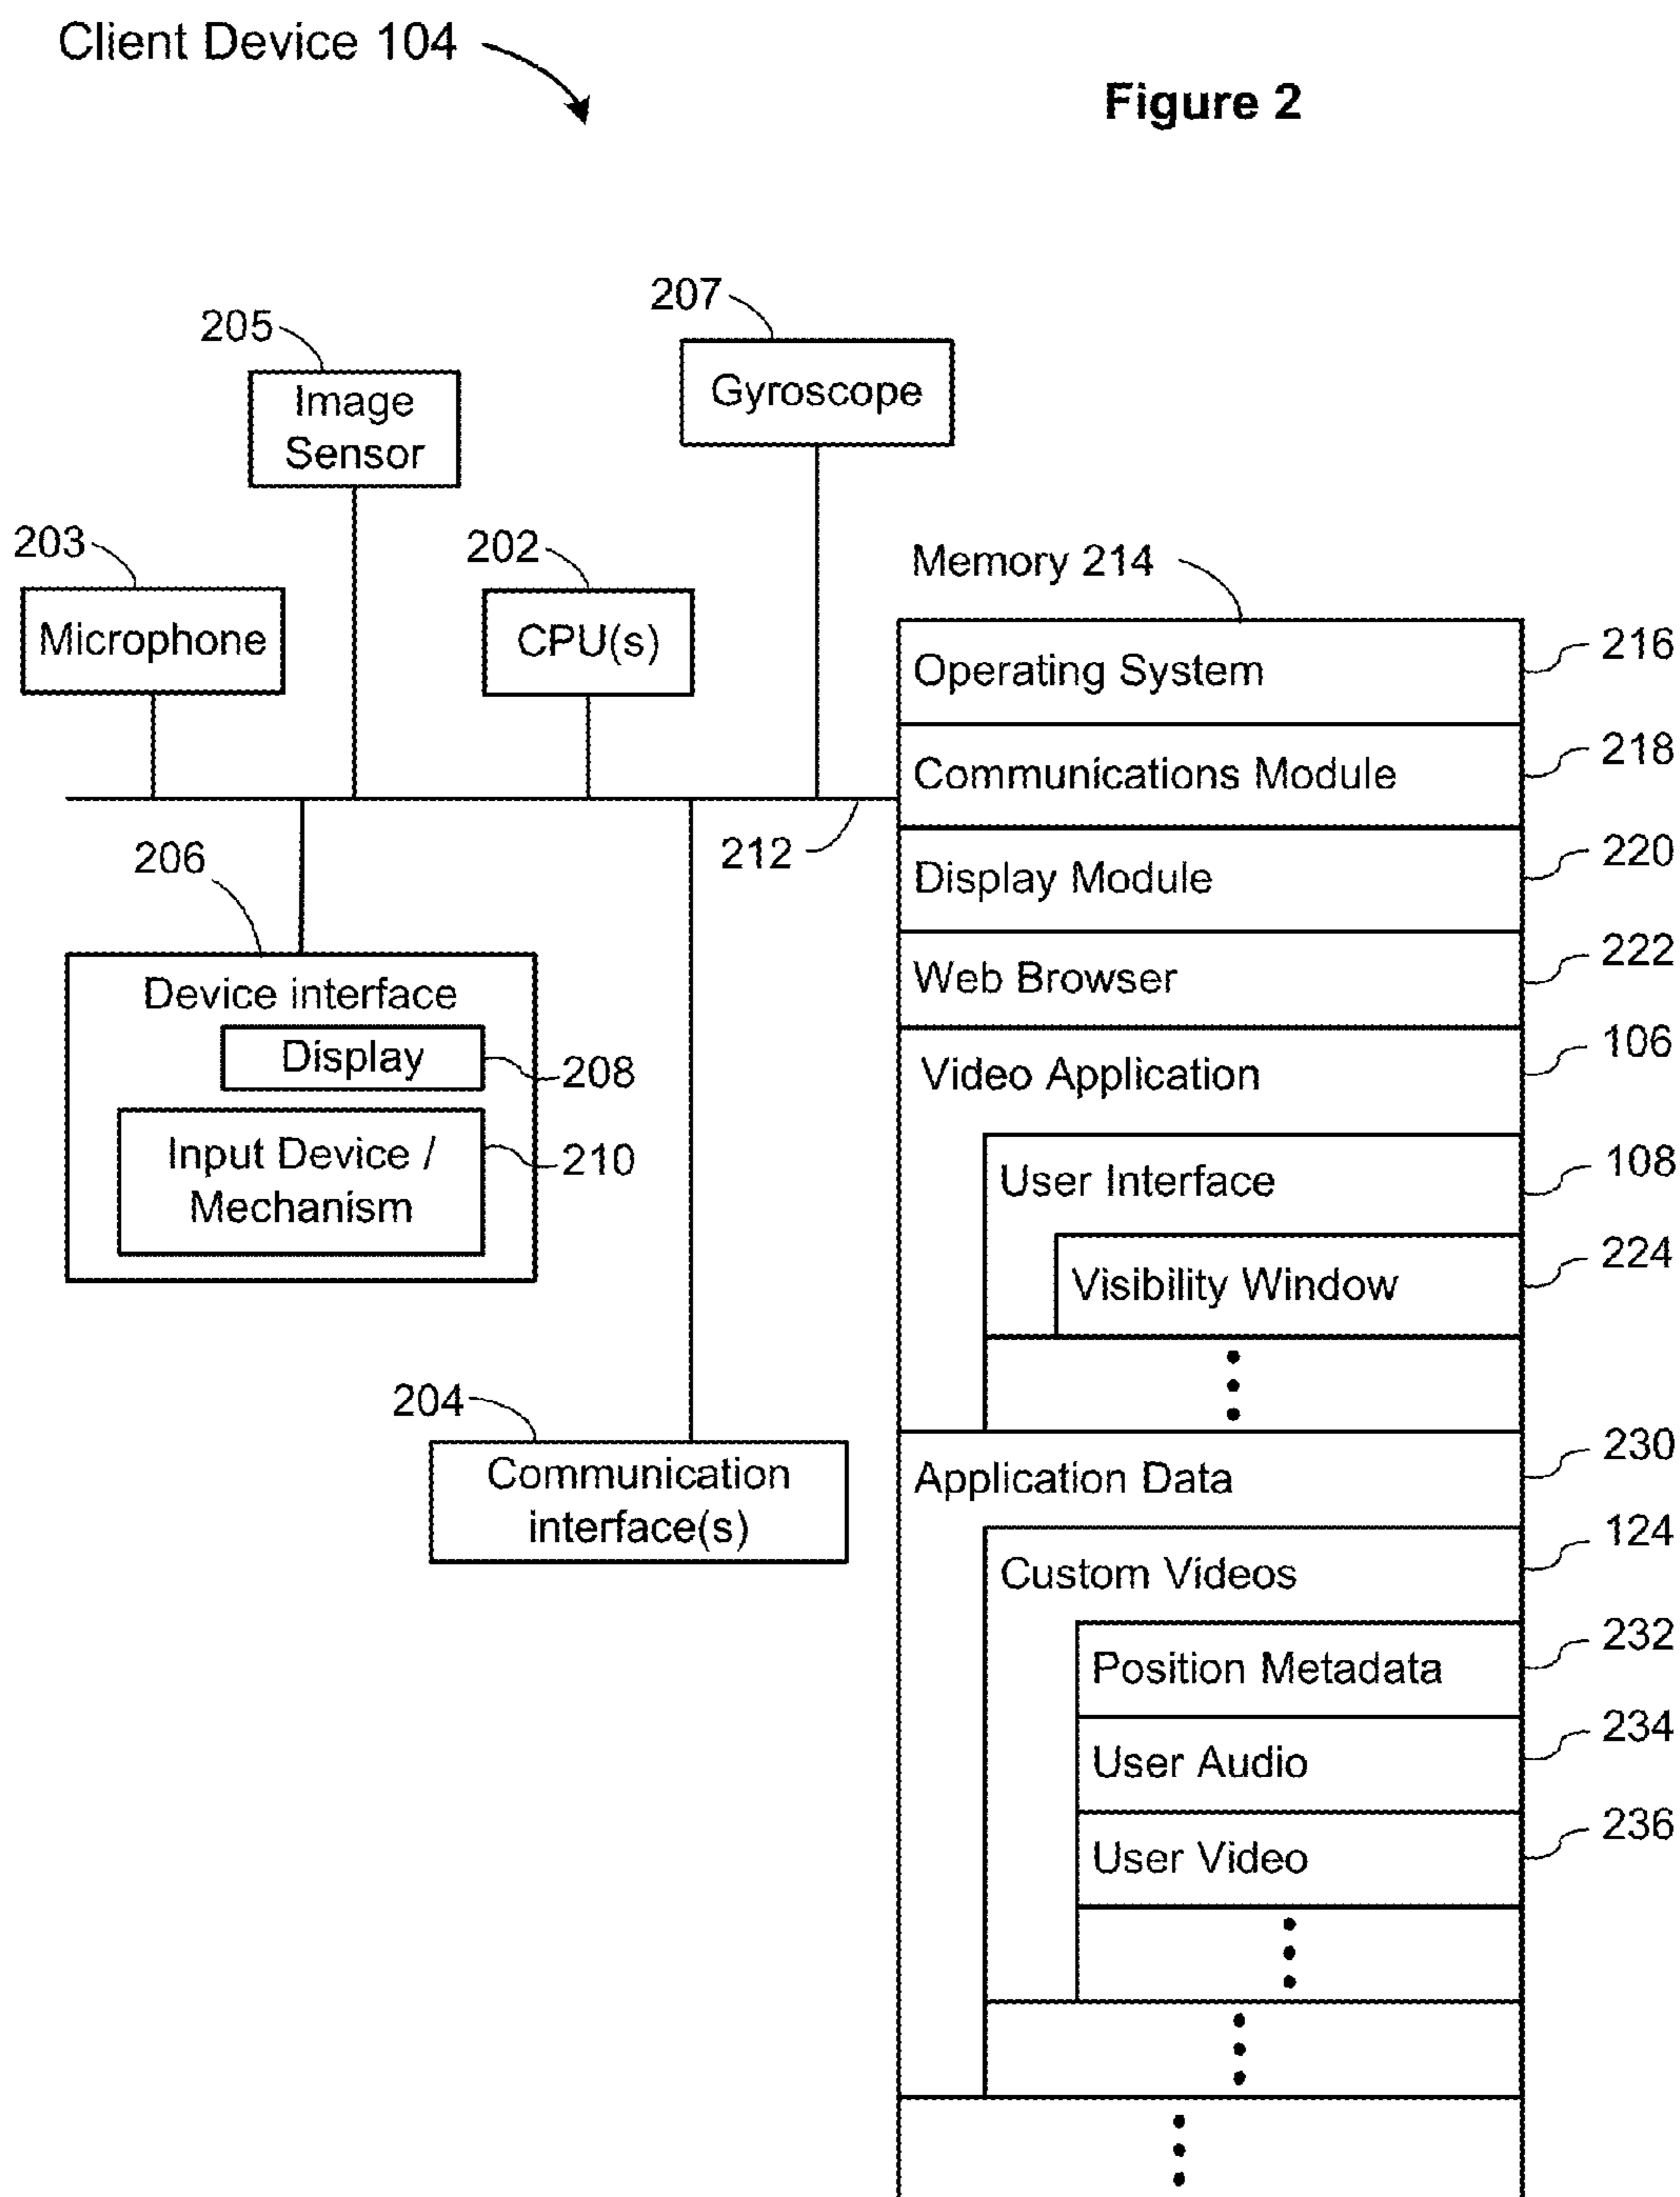 Client Device 104
Figure 2
207
205
Gyroscope
Image
Sensor
203
202
Memory 214
Microphone
CPU(s)
Operating System
216
Communications Module
218
212
206
Display Module
220
Web Browser
222
Device interface
Display
208
Video Application
106
Input Device /
Mechanism
210
User Interface
108
Visibility Window
224
204
Communication
interface(s)
Application Data
230
Custom Videos
124
Position Metadata
232
User Audio
234
User Video
236